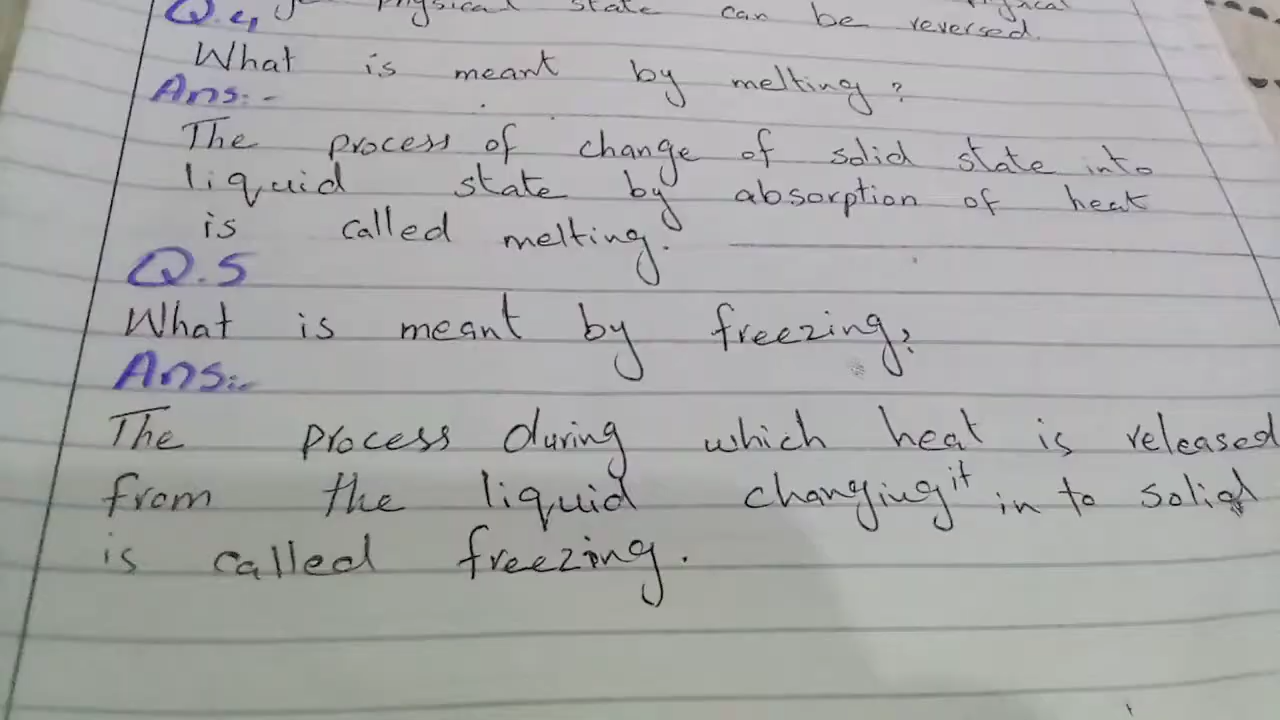 physical state can be reversed.
Q.4
What is meant by melting?
Ans:-
The process of change of solid state into
liquid state by absorption of heat
is called melting.
Q.5
What is meant by freezing?
Ans:-
The process during which heat is released
from the liquid changing it in to solid
is called freezing.